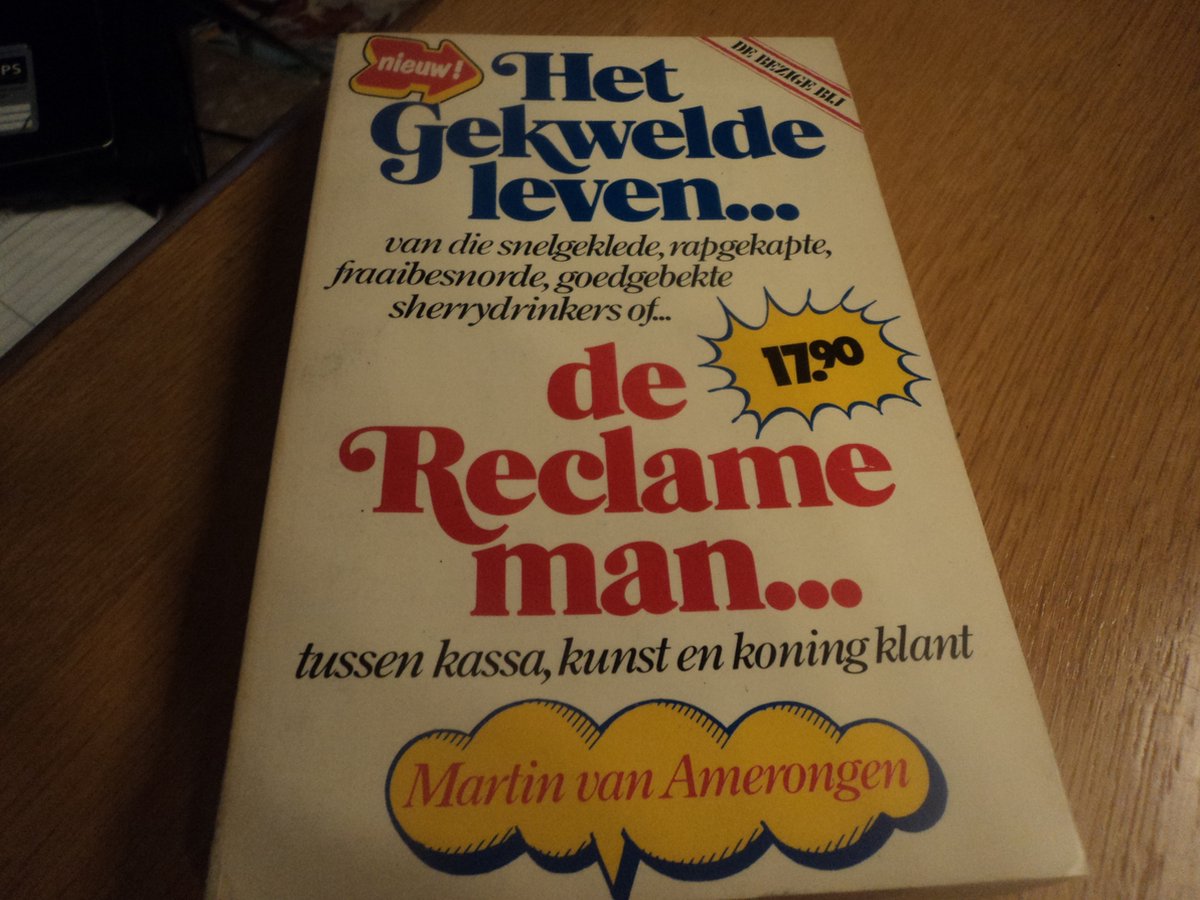 nieuw!
DE BEZIGE BIJ
Het
Gekwelde
leven...
van die snelgeklede, rapgekapte,
fraaibesnorde, goedgebekte
sherrydrinkers of...
17.90
de
Reclame
man...
tussen kassa, kunst en koning klant
Martin van Amerongen
PS